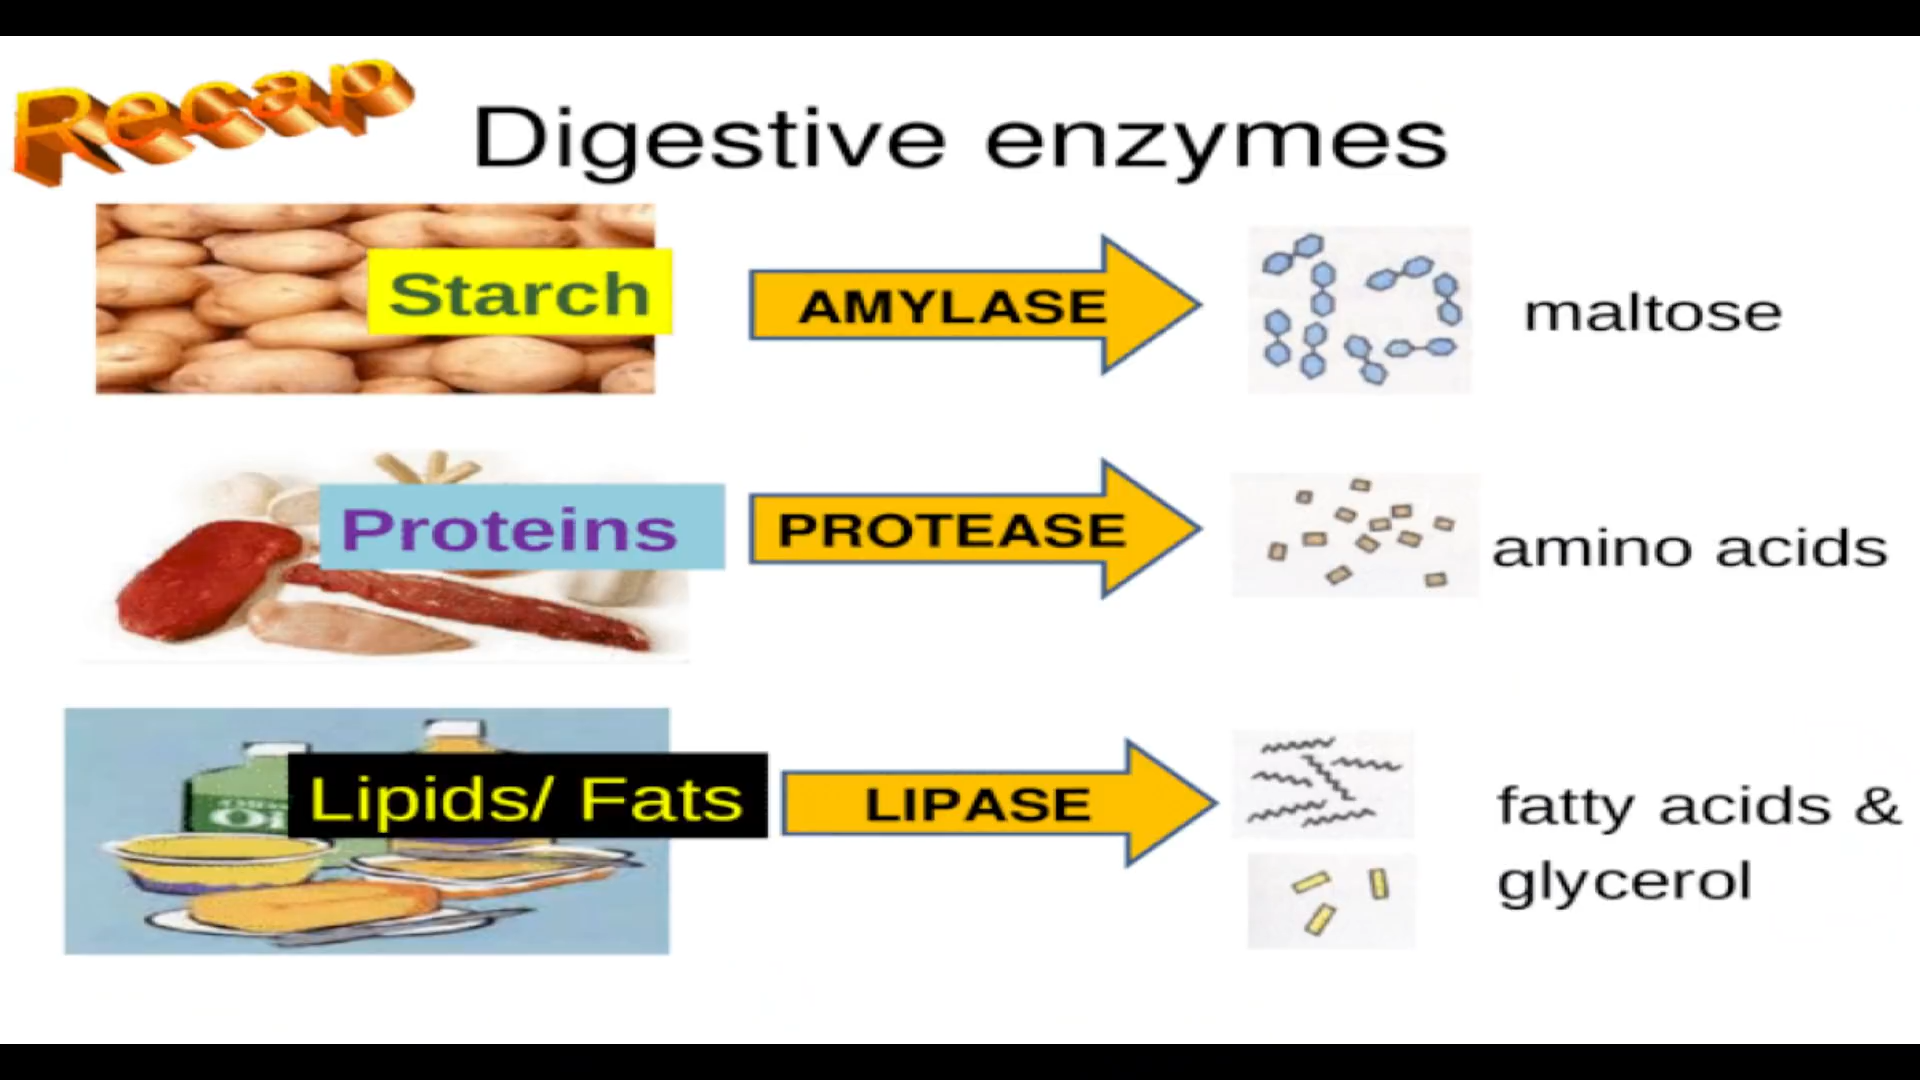 Recap
Digestive enzymes
Starch
AMYLASE
maltose
Proteins
PROTEASE
amino acids
Lipids/ Fats
LIPASE
fatty acids &
glycerol